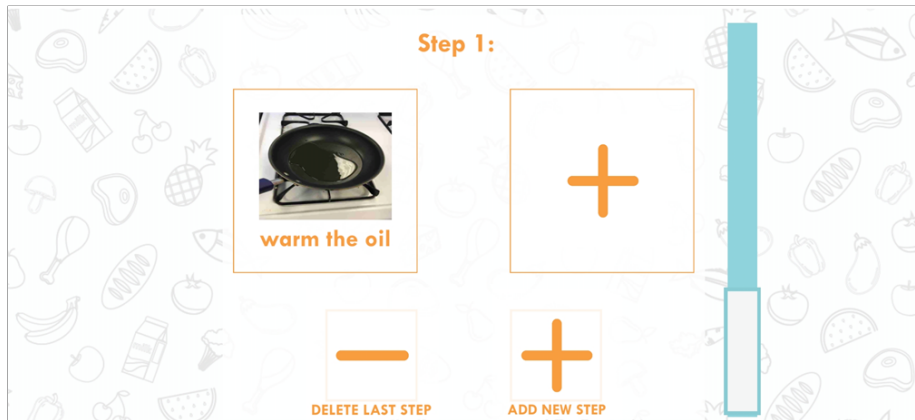 Step 1:
warm the oil
DELETE LAST STEP
ADD NEW STEP